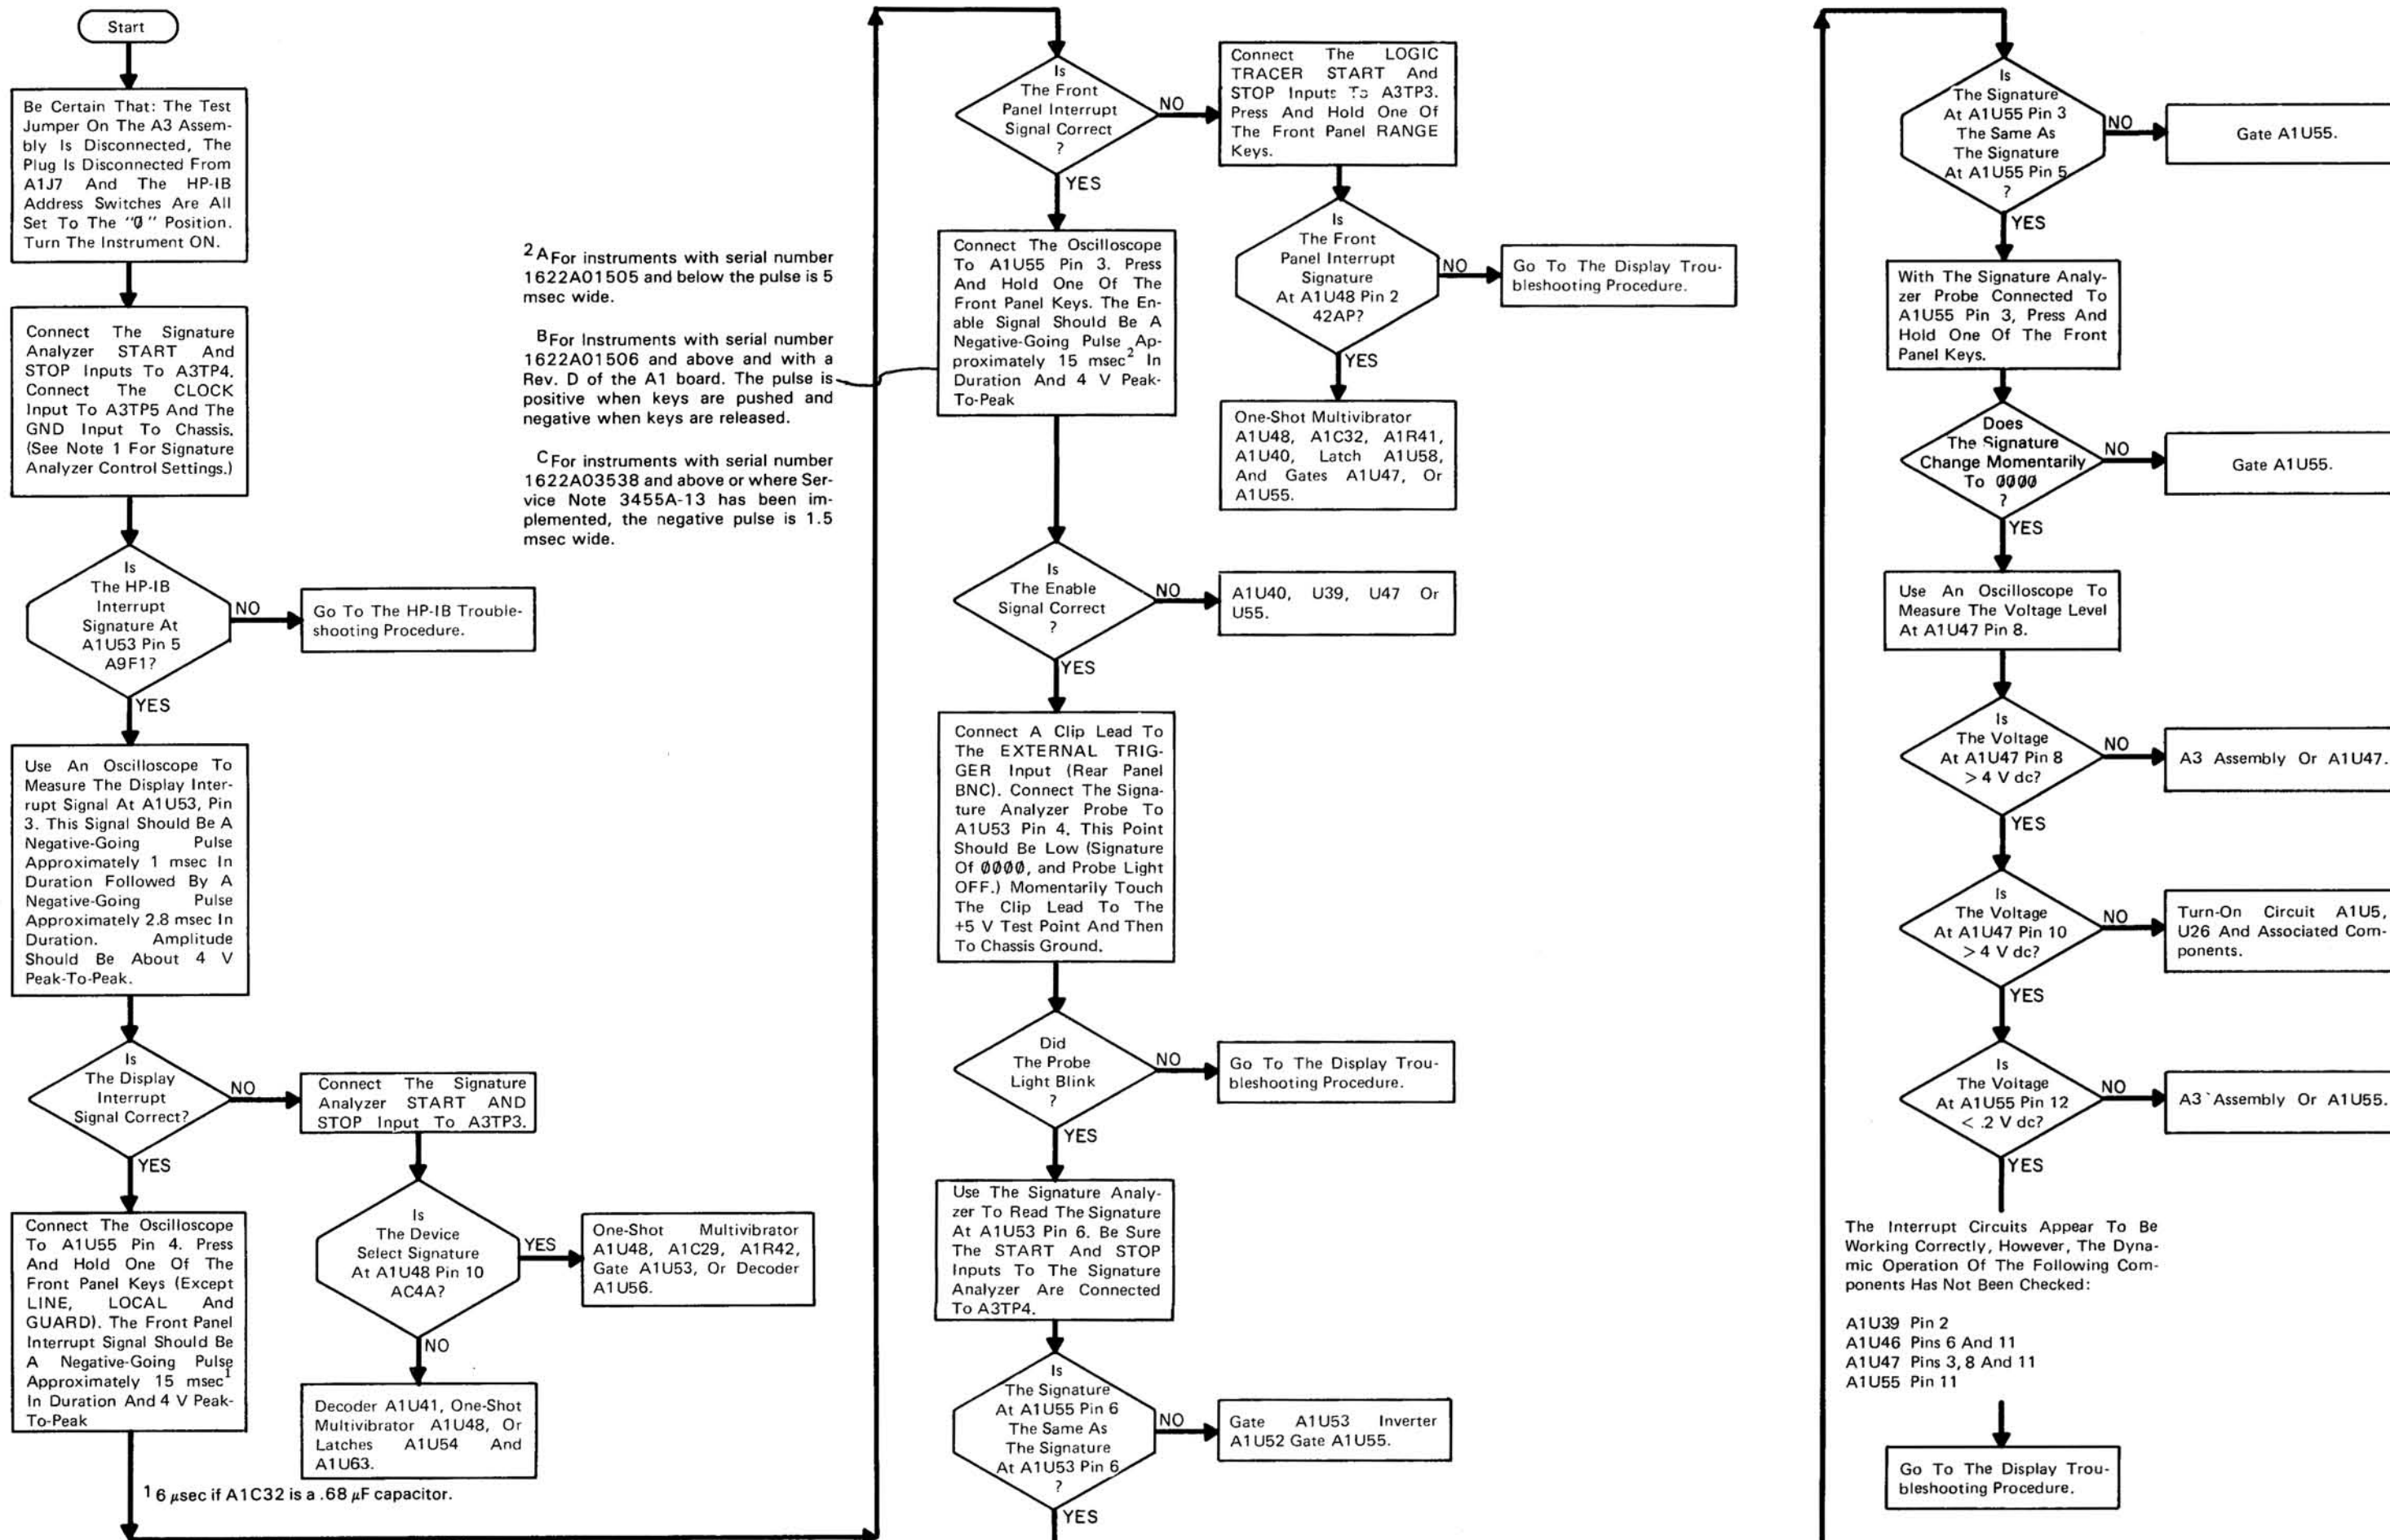 Start
Be Certain That: The Test
Jumper On The A3 Assem-
bly Is Disconnected, The
Plug Is Disconnected From
A1J7 And The HP-IB
Address Switches Are All
Set To The "0" Position.
Turn The Instrument ON.
Connect The Signature
Analyzer START And
STOP Inputs To A3TP4.
Connect The CLOCK
Input To A3TP5 And The
GND Input To Chassis.
(See Note 1 For Signature
Analyzer Control Settings.)
Is
The HP-IB
Interrupt
Signature At
A1U53 Pin 5
A9F1?
NO
Go To The HP-IB Trouble-
shooting Procedure.
YES
Use An Oscilloscope To
Measure The Display Inter-
rupt Signal At A1U53, Pin
3. This Signal Should Be A
Negative-Going Pulse
Approximately 1 msec In
Duration Followed By A
Negative-Going Pulse
Approximately 2.8 msec In
Duration. Amplitude
Should Be About 4 V
Peak-To-Peak.
Is
The Display
Interrupt
Signal Correct?
NO
Connect The Signature
Analyzer START AND
STOP Input To A3TP3.
YES
Is
The Device
Select Signature
At A1U48 Pin 10
AC4A?
YES
One-Shot Multivibrator
A1U48, A1C29, A1R42,
Gate A1U53, Or Decoder
A1U56.
NO
Decoder A1U41, One-Shot
Multivibrator A1U48, Or
Latches A1U54 And
A1U63.
Connect The Oscilloscope
To A1U55 Pin 4. Press
And Hold One Of The
Front Panel Keys (Except
LINE, LOCAL And
GUARD). The Front Panel
Interrupt Signal Should Be
A Negative-Going Pulse
Approximately 15 msec1
In Duration And 4 V Peak-
To-Peak
1 6 μsec if A1C32 is a .68 μF capacitor.
2 A For instruments with serial number
1622A01505 and below the pulse is 5
msec wide.
B For Instruments with serial number
1622A01506 and above and with a
Rev. D of the A1 board. The pulse is
positive when keys are pushed and
negative when keys are released.
C For instruments with serial number
1622A03538 and above or where Ser-
vice Note 3455A-13 has been im-
plemented, the negative pulse is 1.5
msec wide.
Is
The Front
Panel Interrupt
Signal Correct
?
NO
Connect The LOGIC
TRACER START And
STOP Inputs To A3TP3.
Press And Hold One Of
The Front Panel RANGE
Keys.
YES
Is
The Front
Panel Interrupt
Signature
At A1U48 Pin 2
42AP?
NO
Go To The Display Trou-
bleshooting Procedure.
YES
One-Shot Multivibrator
A1U48, A1C32, A1R41,
A1U40, Latch A1U58,
And Gates A1U47, Or
A1U55.
Connect The Oscilloscope
To A1U55 Pin 3. Press
And Hold One Of The
Front Panel Keys. The En-
able Signal Should Be A
Negative-Going Pulse Ap-
proximately 15 msec2 In
Duration And 4 V Peak-
To-Peak
Is
The Enable
Signal Correct
?
NO
A1U40, U39, U47 Or
U55.
YES
Connect A Clip Lead To
The EXTERNAL TRIG-
GER Input (Rear Panel
BNC). Connect The Signa-
ture Analyzer Probe To
A1U53 Pin 4. This Point
Should Be Low (Signature
Of 0000, and Probe Light
OFF.) Momentarily Touch
The Clip Lead To The
+5 V Test Point And Then
To Chassis Ground.
Did
The Probe
Light Blink
?
NO
Go To The Display Trou-
bleshooting Procedure.
YES
Use The Signature Analy-
zer To Read The Signature
At A1U53 Pin 6. Be Sure
The START And STOP
Inputs To The Signature
Analyzer Are Connected
To A3TP4.
Is
The Signature
At A1U55 Pin 6
The Same As
The Signature
At A1U53 Pin 6
?
NO
Gate A1U53 Inverter
A1U52 Gate A1U55.
YES
Is
The Signature
At A1U55 Pin 3
The Same As
The Signature
At A1U55 Pin 5
?
NO
Gate A1U55.
YES
With The Signature Analy-
zer Probe Connected To
A1U55 Pin 3, Press And
Hold One Of The Front
Panel Keys.
Does
The Signature
Change Momentarily
To 0000
?
NO
Gate A1U55.
YES
Use An Oscilloscope To
Measure The Voltage Level
At A1U47 Pin 8.
Is
The Voltage
At A1U47 Pin 8
> 4 V dc?
NO
A3 Assembly Or A1U47.
YES
Is
The Voltage
At A1U47 Pin 10
> 4 V dc?
NO
Turn-On Circuit A1U5,
U26 And Associated Com-
ponents.
YES
Is
The Voltage
At A1U55 Pin 12
< .2 V dc?
NO
A3 Assembly Or A1U55.
YES
The Interrupt Circuits Appear To Be
Working Correctly, However, The Dyna-
mic Operation Of The Following Com-
ponents Has Not Been Checked:
A1U39 Pin 2
A1U46 Pins 6 And 11
A1U47 Pins 3, 8 And 11
A1U55 Pin 11
Go To The Display Trou-
bleshooting Procedure.